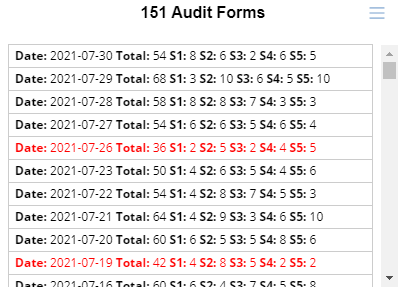 151 Audit Forms
Date: 2021-07-30 Total: 54 S1: 8 S2: 6 S3: 2 S4: 6 S5: 5
Date: 2021-07-29 Total: 68 S1: 3 S2: 10 S3: 6 S4: 5 S5: 10
Date: 2021-07-28 Total: 58 S1: 8 S2: 8 S3: 7 S4: 3 S5: 3
Date: 2021-07-27 Total: 54 S1: 6 S2: 6 S3: 5 S4: 6 S5: 4
Date: 2021-07-26 Total: 36 S1: 2 S2: 5 S3: 2 S4: 4 S5: 5
Date: 2021-07-23 Total: 50 S1: 4 S2: 6 S3: 5 S4: 4 S5: 6
Date: 2021-07-22 Total: 54 S1: 4 S2: 8 S3: 7 S4: 5 S5: 3
Date: 2021-07-21 Total: 64 S1: 4 S2: 9 S3: 3 S4: 6 S5: 10
Date: 2021-07-20 Total: 60 S1: 6 S2: 5 S3: 5 S4: 8 S5: 6
Date: 2021-07-19 Total: 42 S1: 4 S2: 8 S3: 5 S4: 2 S5: 2
Date: 2021-07-16 Total: 60 S1: 6 S2: 4 S3: 7 S4: 5 S5: 8